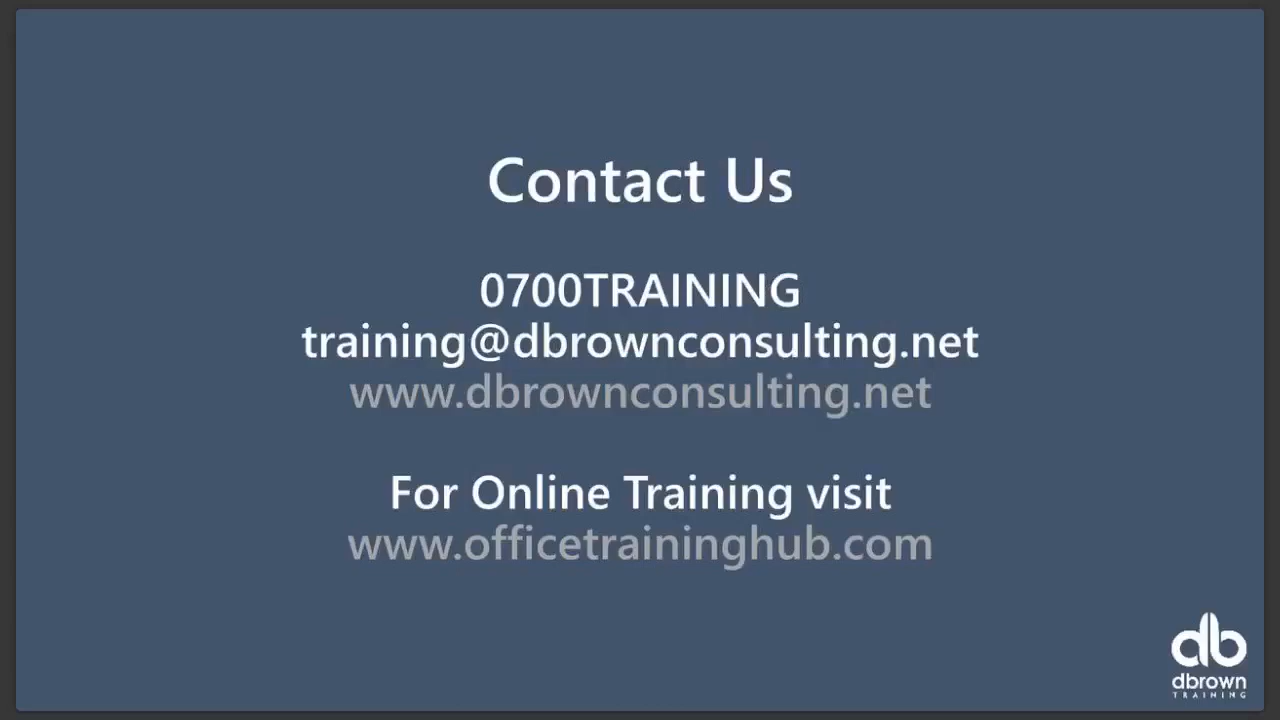 Contact Us
0700TRAINING
training@dbrownconsulting.net
www.dbrownconsulting.net
For Online Training visit
www.officetraininghub.com
db
dbrown
TRAINING